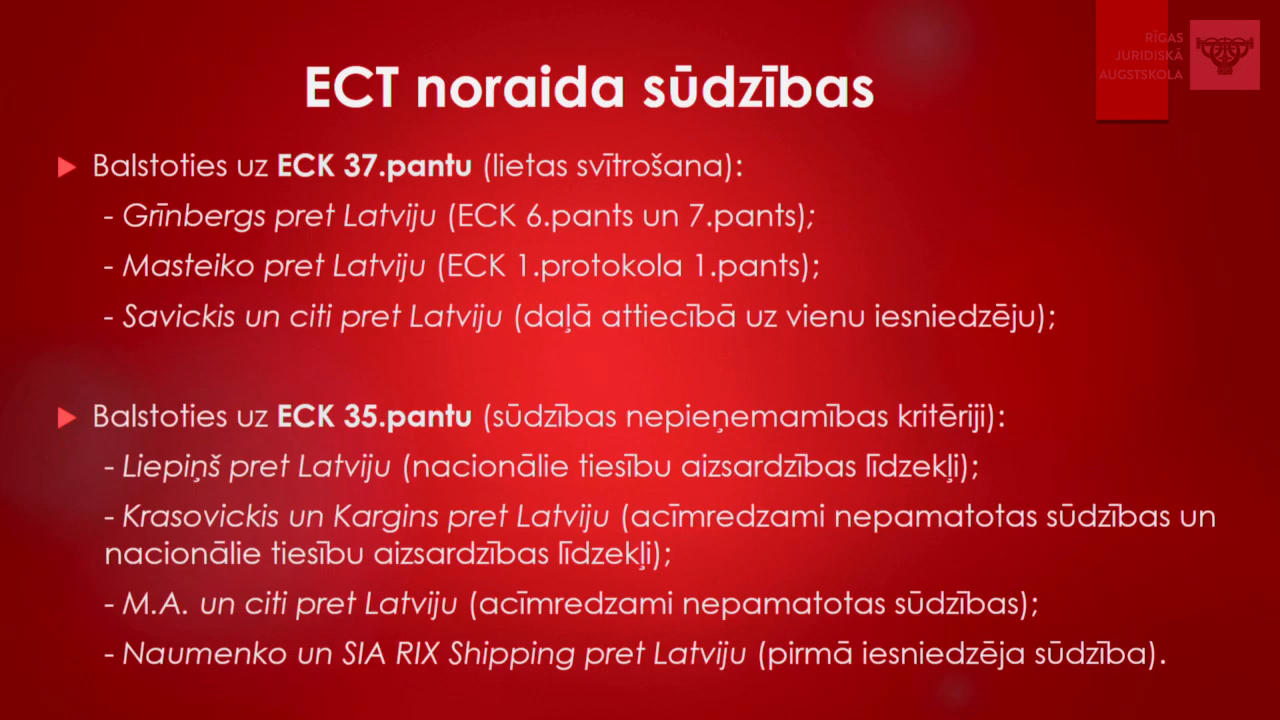 RĪGAS
JURIDISKĀ
AUGSTSKOLA
ECT noraida sūdzības
Balstoties uz ECK 37.pantu (lietas svītrošana):
- Grīnbergs pret Latviju (ECK 6.pants un 7.pants);
- Masteiko pret Latviju (ECK 1.protokola 1.pants);
- Savickis un citi pret Latviju (daļā attiecībā uz vienu iesniedzēju);
Balstoties uz ECK 35.pantu (sūdzības nepieņemamības kritēriji):
- Liepiņš pret Latviju (nacionālie tiesību aizsardzības līdzekļi);
- Krasovickis un Kargins pret Latviju (acīmredzami nepamatotas sūdzības un
nacionālie tiesību aizsardzības līdzekļi);
- M.A. un citi pret Latviju (acīmredzami nepamatotas sūdzības);
- Naumenko un SIA RIX Shipping pret Latviju (pirmā iesniedzēja sūdzība).